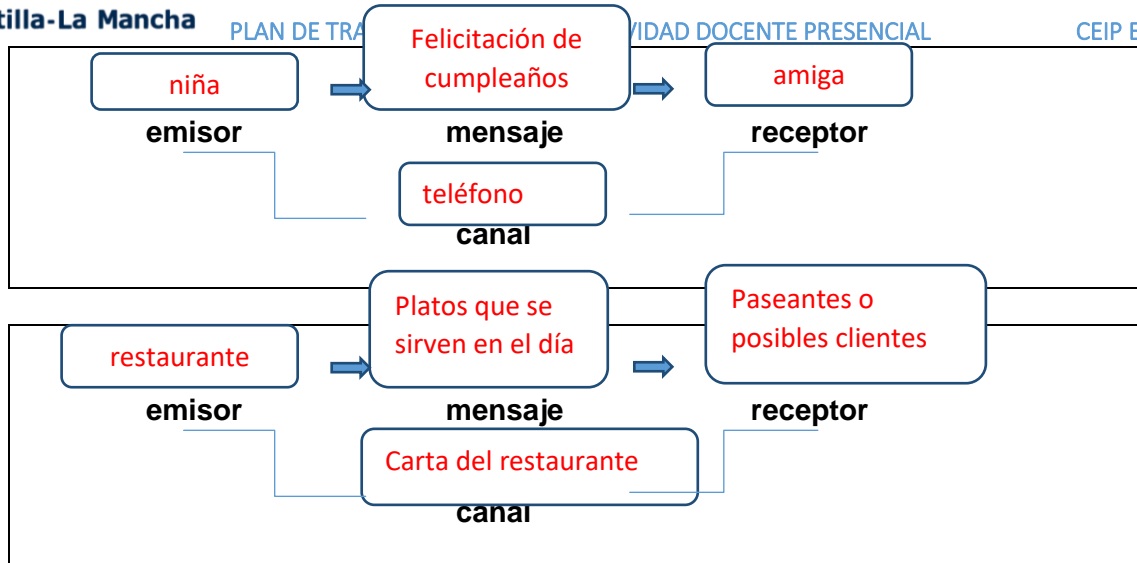 tilla-La Mancha
PLAN DE TRA VIDAD DOCENTE PRESENCIAL CEIP
Felicitación de
cumpleaños
niña
amiga
emisor mensaje receptor
teléfono
canal
Platos que se
sirven en el día
Paseantes o
posibles clientes
restaurante
emisor mensaje receptor
Carta del restaurante
canal